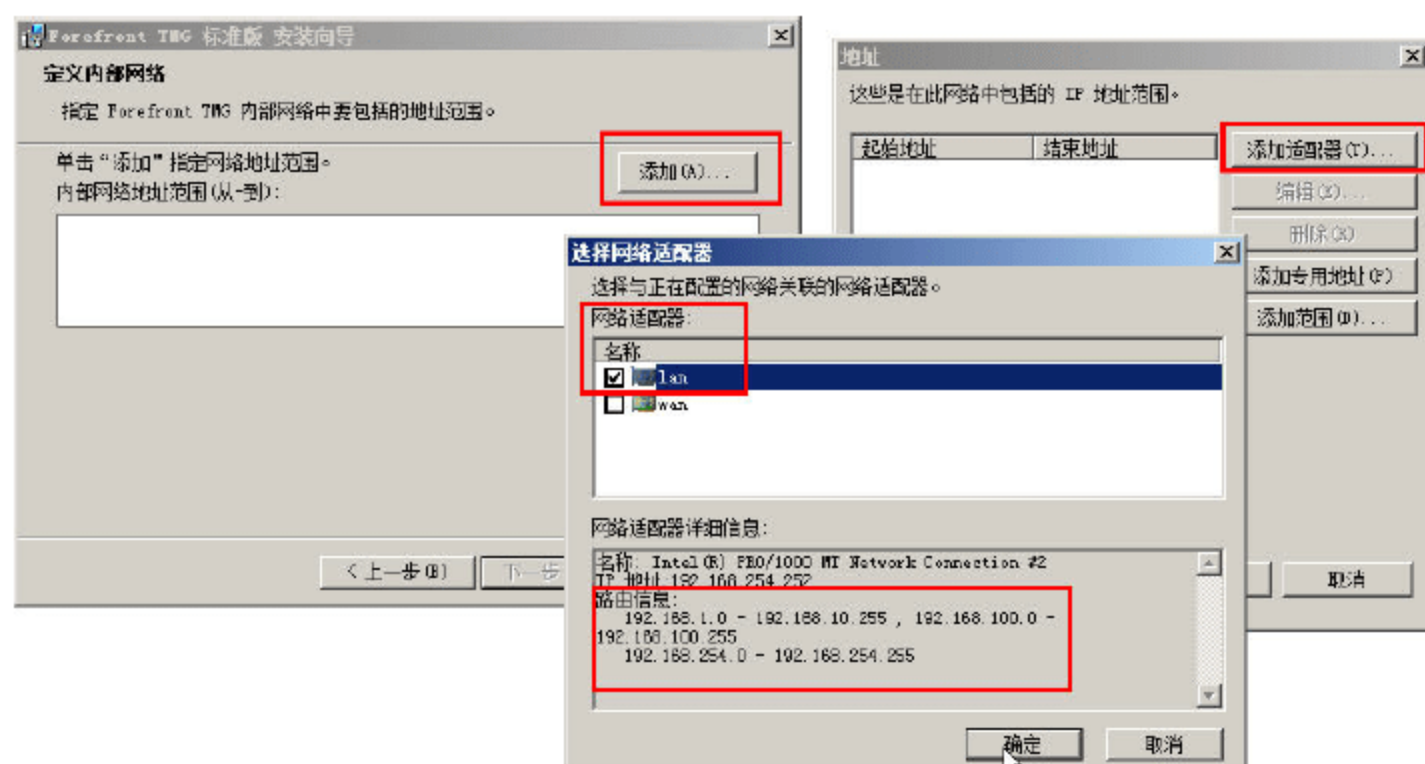 Forefront TMG 标准版 安装向导
定义内部网络
指定 Forefront TMG 内部网络中要包括的地址范围。
单击“添加”指定网络地址范围。
添加(A)...
内部网络地址范围(从-到):
< 上一步(B)
下一步
地址
这些是在此网络中包括的 IP 地址范围。
起始地址
结束地址
添加适配器(T)...
编辑(E)...
删除(R)
添加专用地址(P)
添加范围(D)...
取消
选择网络适配器
选择与正在配置的网络关联的网络适配器。
网络适配器:
名称
lan
wan
网络适配器详细信息:
名称: Intel(R) PRO/1000 MT Network Connection #2
IP 地址:192.168.254.252
路由信息:
192.168.1.0 - 192.168.10.255 , 192.168.100.0 -
192.168.100.255
192.168.254.0 - 192.168.254.255
确定
取消